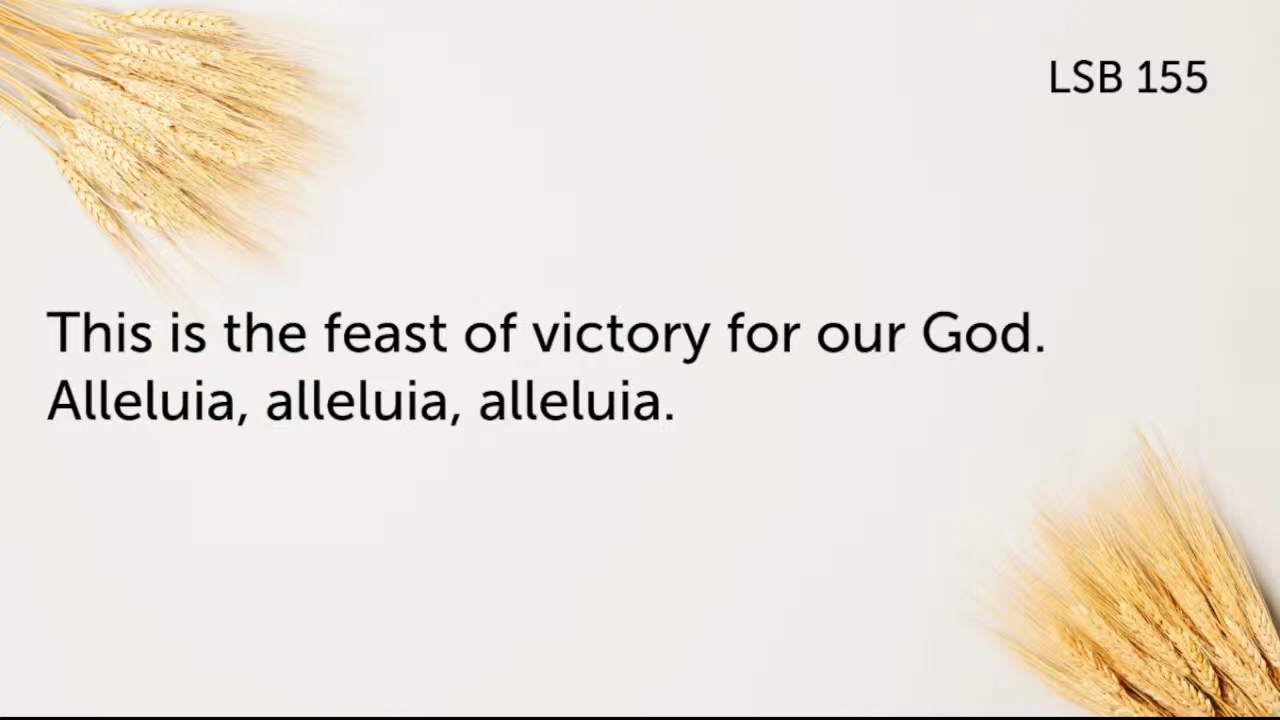 LSB 155
This is the feast of victory for our God.
Alleluia, alleluia, alleluia.